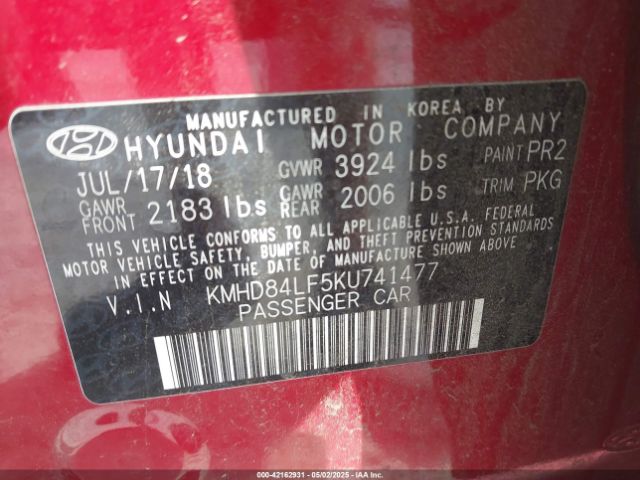 MANUFACTURED IN KOREA BY
HYUNDAI MOTOR COMPANY
JUL/17/18 GVWR 3924 lbs PAINT PR2
GAWR FRONT 2183 lbs GAWR REAR 2006 lbs TRIM PKG
THIS VEHICLE CONFORMS TO ALL APPLICABLE U.S.A. FEDERAL
MOTOR VEHICLE SAFETY, BUMPER, AND THEFT PREVENTION STANDARDS
IN EFFECT ON THE DATE OF MANUFACTURE SHOWN ABOVE.
V.I.N KMHD84LF5KU741477
PASSENGER CAR
000-42162931 - 05/02/2025 - IAAI.COM